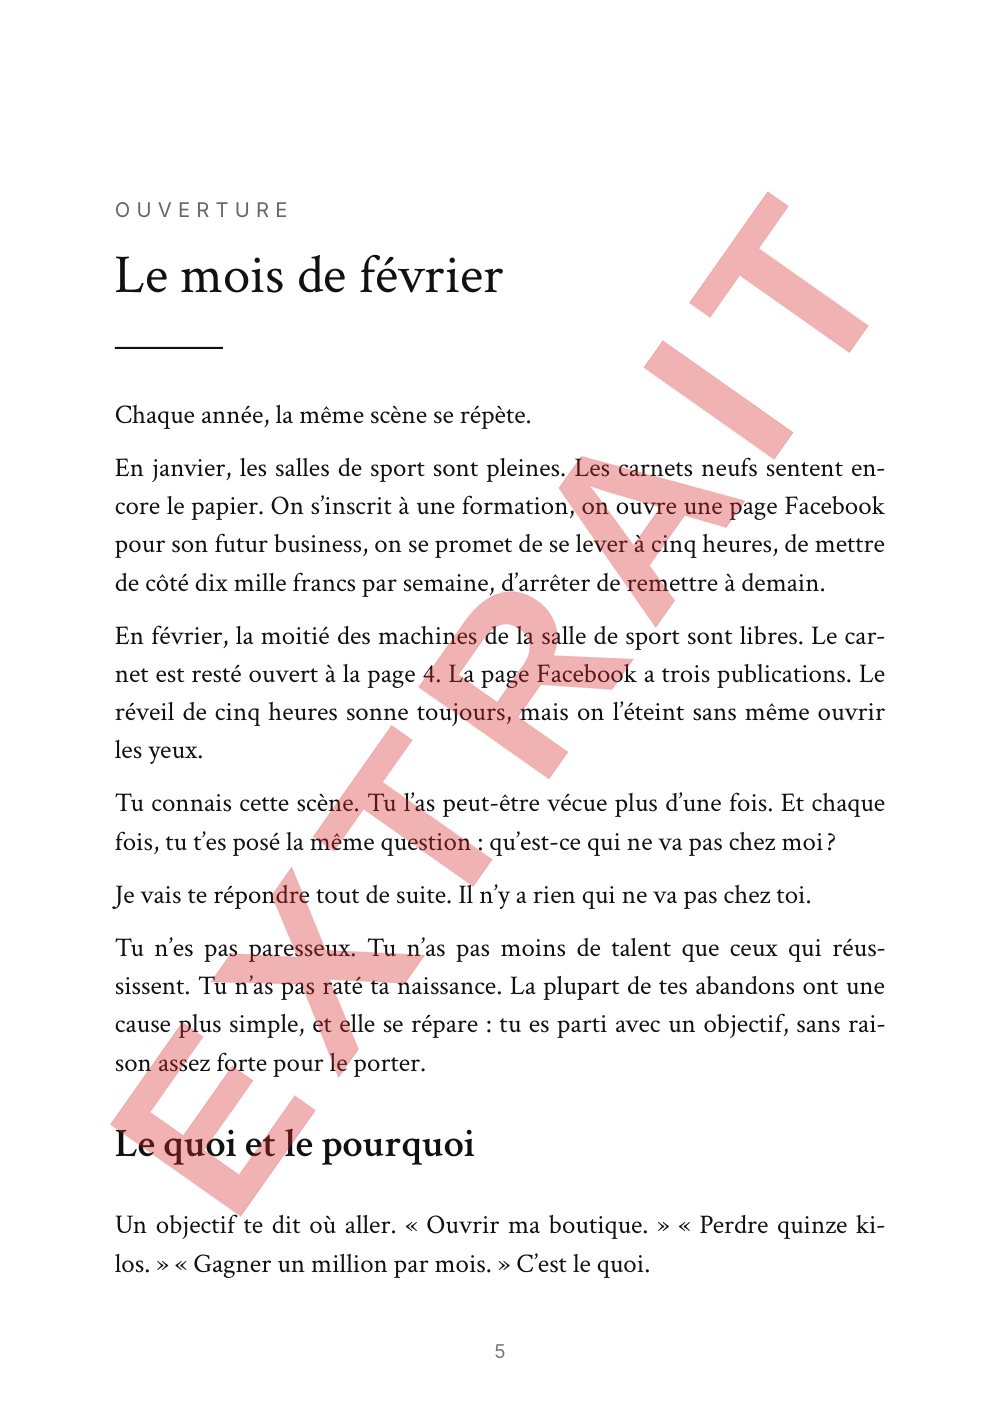 OUVERTURE
Le mois de février
Chaque année, la même scène se répète.
En janvier, les salles de sport sont pleines. Les carnets neufs sentent en-
core le papier. On s’inscrit à une formation, on ouvre une page Facebook
pour son futur business, on se promet de se lever à cinq heures, de mettre
de côté dix mille francs par semaine, d’arrêter de remettre à demain.
En février, la moitié des machines de la salle de sport sont libres. Le car-
net est resté ouvert à la page 4. La page Facebook a trois publications. Le
réveil de cinq heures sonne toujours, mais on l’éteint sans même ouvrir
les yeux.
Tu connais cette scène. Tu l’as peut-être vécue plus d’une fois. Et chaque
fois, tu t’es posé la même question : qu’est-ce qui ne va pas chez moi ?
Je vais te répondre tout de suite. Il n’y a rien qui ne va pas chez toi.
Tu n’es pas paresseux. Tu n’as pas moins de talent que ceux qui réus-
sissent. Tu n’as pas raté ta naissance. La plupart de tes abandons ont une
cause plus simple, et elle se répare : tu es parti avec un objectif, sans rai-
son assez forte pour le porter.
Le quoi et le pourquoi
Un objectif te dit où aller. « Ouvrir ma boutique. » « Perdre quinze ki-
los. » « Gagner un million par mois. » C’est le quoi.
5
EXTRAIT